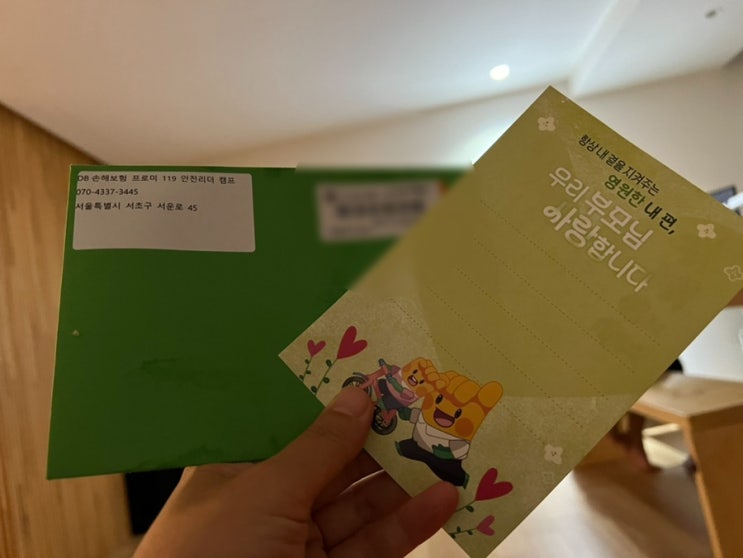 DB손해보험 프로미 119 안전리더 캠프
070-4337-3445
서울특별시 서초구 서운로 45
항상 내 곁을 지켜주는
영원한 내 편,
우리 부모님
사랑합니다